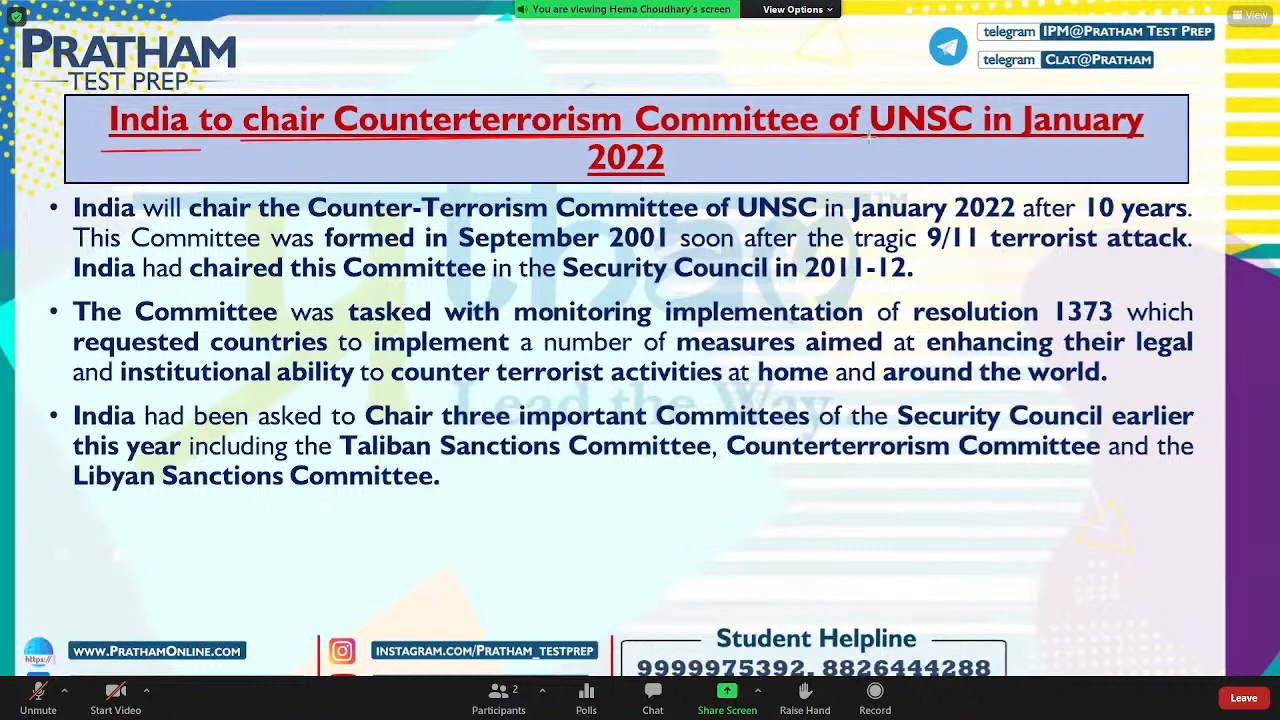 You are viewing Hema Choudhary's screen
View Options
View
PRATHAM
TEST PREP
telegram IPM@PRATHAM TEST PREP
telegram CLAT@PRATHAM
India to chair Counterterrorism Committee of UNSC in January
2022
• India will chair the Counter-Terrorism Committee of UNSC in January 2022 after 10 years.
This Committee was formed in September 2001 soon after the tragic 9/11 terrorist attack.
India had chaired this Committee in the Security Council in 2011-12.
• The Committee was tasked with monitoring implementation of resolution 1373 which
requested countries to implement a number of measures aimed at enhancing their legal
and institutional ability to counter terrorist activities at home and around the world.
• India had been asked to Chair three important Committees of the Security Council earlier
this year including the Taliban Sanctions Committee, Counterterrorism Committee and the
Libyan Sanctions Committee.
TM
Lead the Way...
https://
WWW.PRATHAMONLINE.COM
INSTAGRAM.COM/PRATHAM_TESTPREP
Student Helpline
9999975392, 8826444288
Unmute
Start Video
Participants
2
Polls
Chat
Share Screen
Raise Hand
Record
Leave